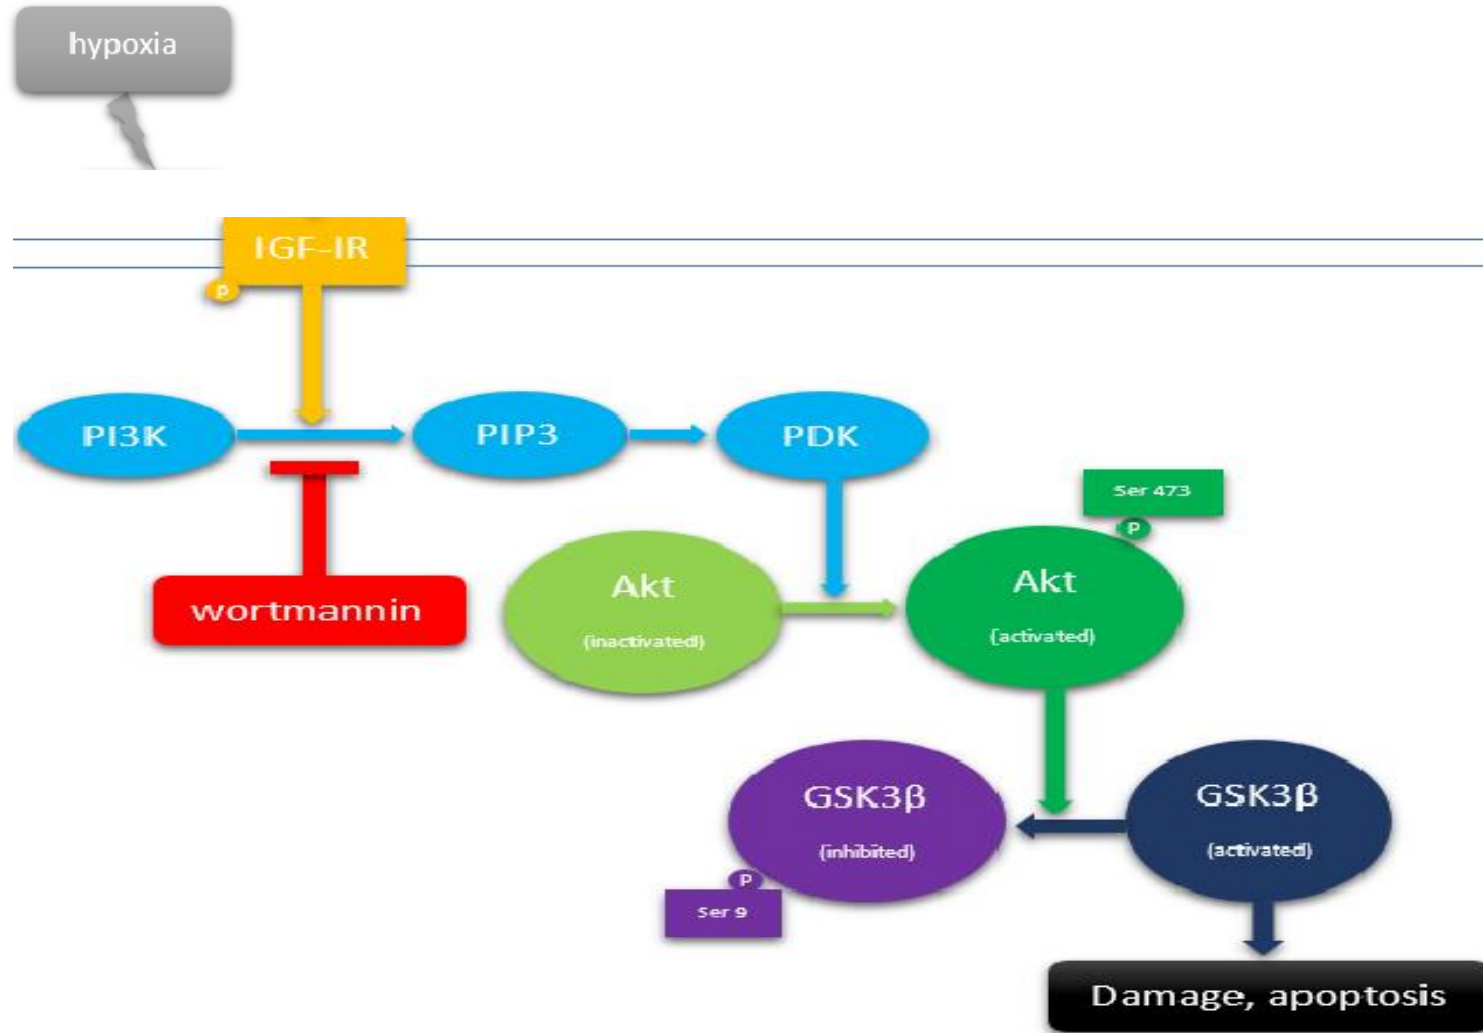 hypoxia
IGF-IR
P
PI3K
PIP3
PDK
Ser 473
P
wortmannin
Akt
(inactivated)
Akt
(activated)
GSK3β
(inhibited)
GSK3β
(activated)
P
Ser 9
Damage, apoptosis